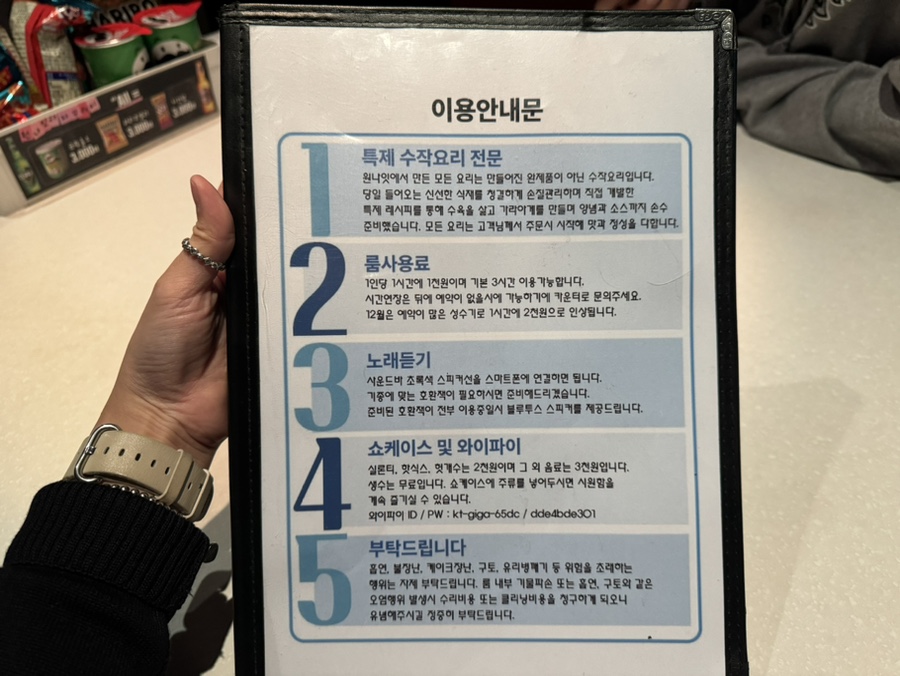 HARIBO
3,000원
3,000원
3,000원
이용안내문
1
특제 수작요리 전문
원나잇에서 만든 모든 요리는 만들어진 완제품이 아닌 수작요리입니다.
당일 들어오는 신선한 식재를 청결하게 손질관리하며 직접 개발한
특제 레시피를 통해 수육을 삶고 가라아게를 만들며 양념과 소스까지 손수
준비했습니다. 모든 요리는 고객님께서 주문시 시작해 맛과 정성을 다합니다.
2
룸사용료
1인당 1시간에 1천원이며 기본 3시간 이용가능합니다.
시간연장은 뒤에 예약이 없을시에 가능하기에 카운터로 문의주세요.
12월은 예약이 많은 성수기로 1시간에 2천원으로 인상됩니다.
3
노래듣기
사운드바 초록색 스피커선을 스마트폰에 연결하면 됩니다.
기종에 맞는 호환잭이 필요하시면 준비해드리겠습니다.
준비된 호환잭이 전부 이용중일시 블루투스 스피커를 제공드립니다.
4
쇼케이스 및 와이파이
실론티, 핫식스, 헛개수는 2천원이며 그 외 음료는 3천원입니다.
생수는 무료입니다. 쇼케이스에 주류를 넣어두시면 시원함을
계속 즐기실 수 있습니다.
와이파이 ID / PW : kt-giga-65dc / dde4bde301
5
부탁드립니다
흡연, 불장난, 케이크장난, 구토, 유리병깨기 등 위험을 초래하는
행위는 자제 부탁드립니다. 룸 내부 기물파손 또는 흡연, 구토와 같은
오염행위 발생시 수리비용 또는 클리닝비용을 청구하게 되오니
유념해주시길 정중히 부탁드립니다.